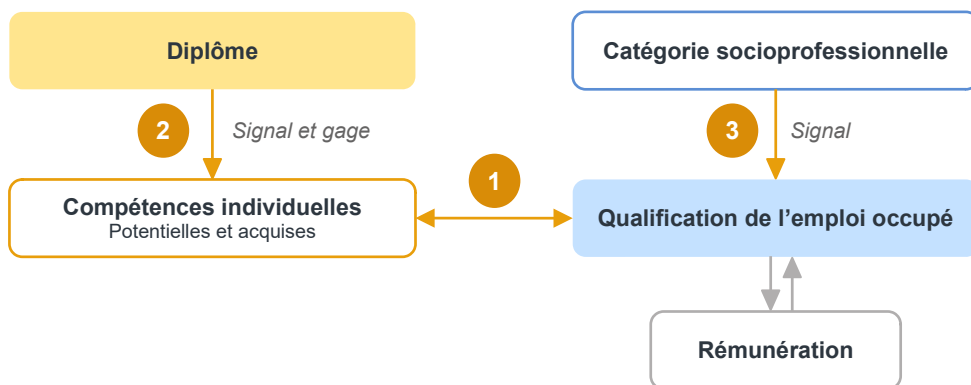 Diplôme
Catégorie socioprofessionnelle
2
Signal et gage
3
Signal
1
Compétences individuelles
Potentielles et acquises
Qualification de l’emploi occupé
Rémunération